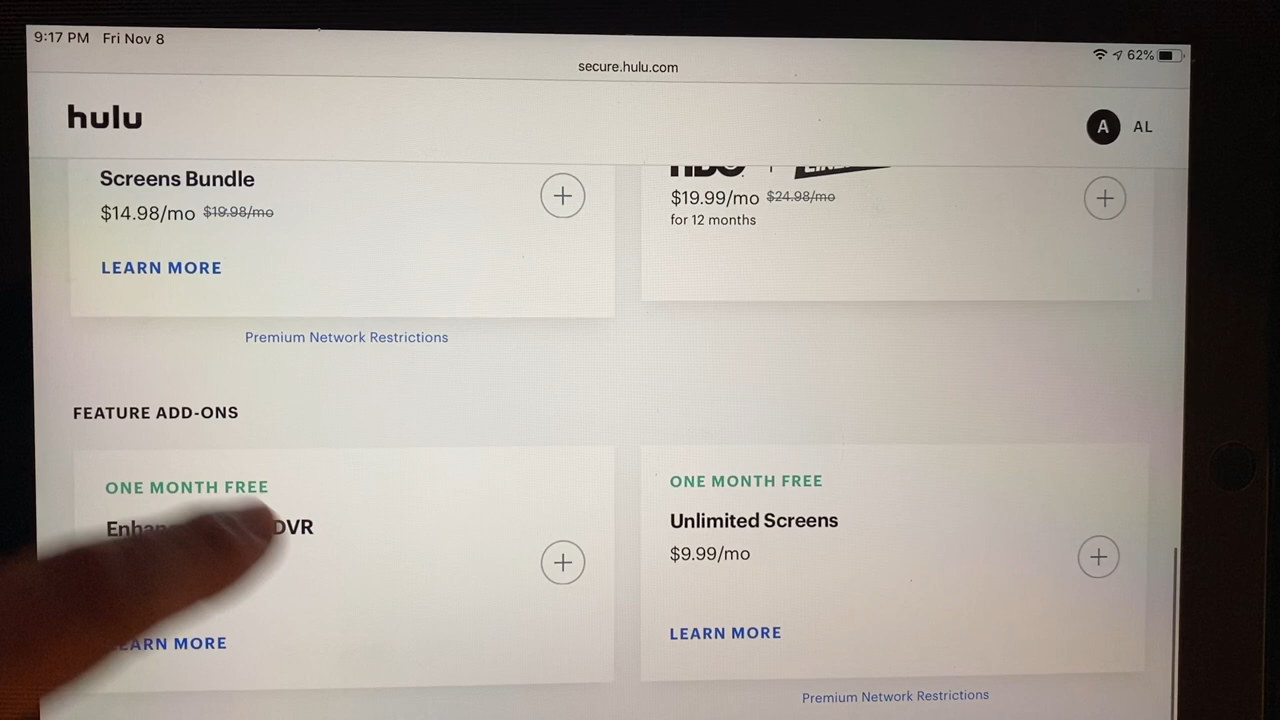 9:17 PM Fri Nov 8
62%
secure.hulu.com
hulu
A AL
Screens Bundle
$14.98/mo $19.98/mo
LEARN MORE
Premium Network Restrictions
$19.99/mo $24.98/mo
for 12 months
FEATURE ADD-ONS
ONE MONTH FREE
DVR
LEARN MORE
ONE MONTH FREE
Unlimited Screens
$9.99/mo
LEARN MORE
Premium Network Restrictions